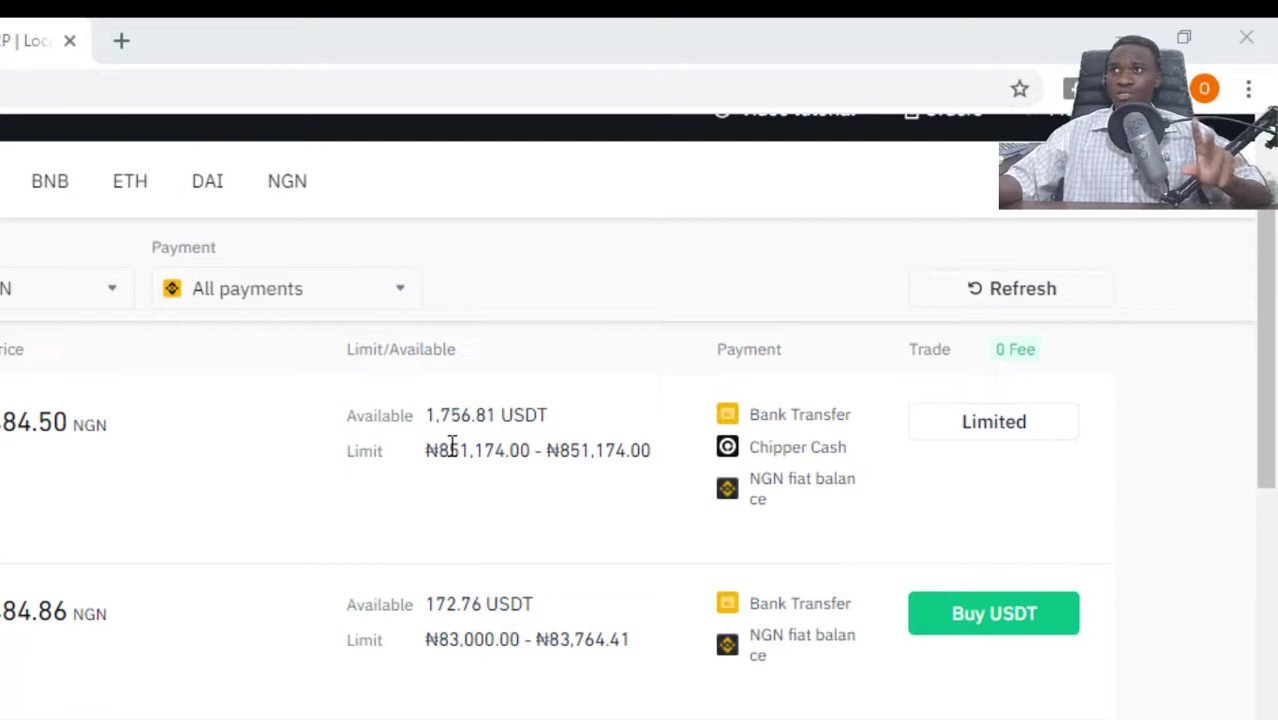 P | Loc
O
BNB ETH DAI NGN
Payment
N All payments Refresh
rice Limit/Available Payment Trade 0 Fee
84.50 NGN Available 1,756.81 USDT Bank Transfer Limited
Limit ₦851,174.00 - ₦851,174.00 Chipper Cash
NGN fiat balan
ce
84.86 NGN Available 172.76 USDT Bank Transfer Buy USDT
Limit ₦83,000.00 - ₦83,764.41 NGN fiat balan
ce